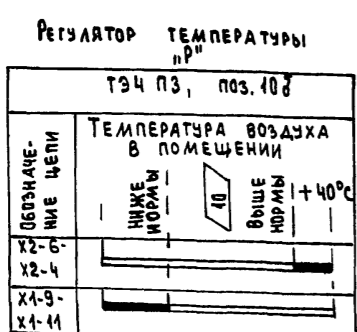 Регулятор температуры
„Р"
ТЭ4 П3, поз. 10б
Обозначе-
ние цепи
Температура воздуха
в помещении
ниже
нормы
10
выше
нормы
+40°С
Х2-6-
Х2-4
Х1-9-
Х1-11